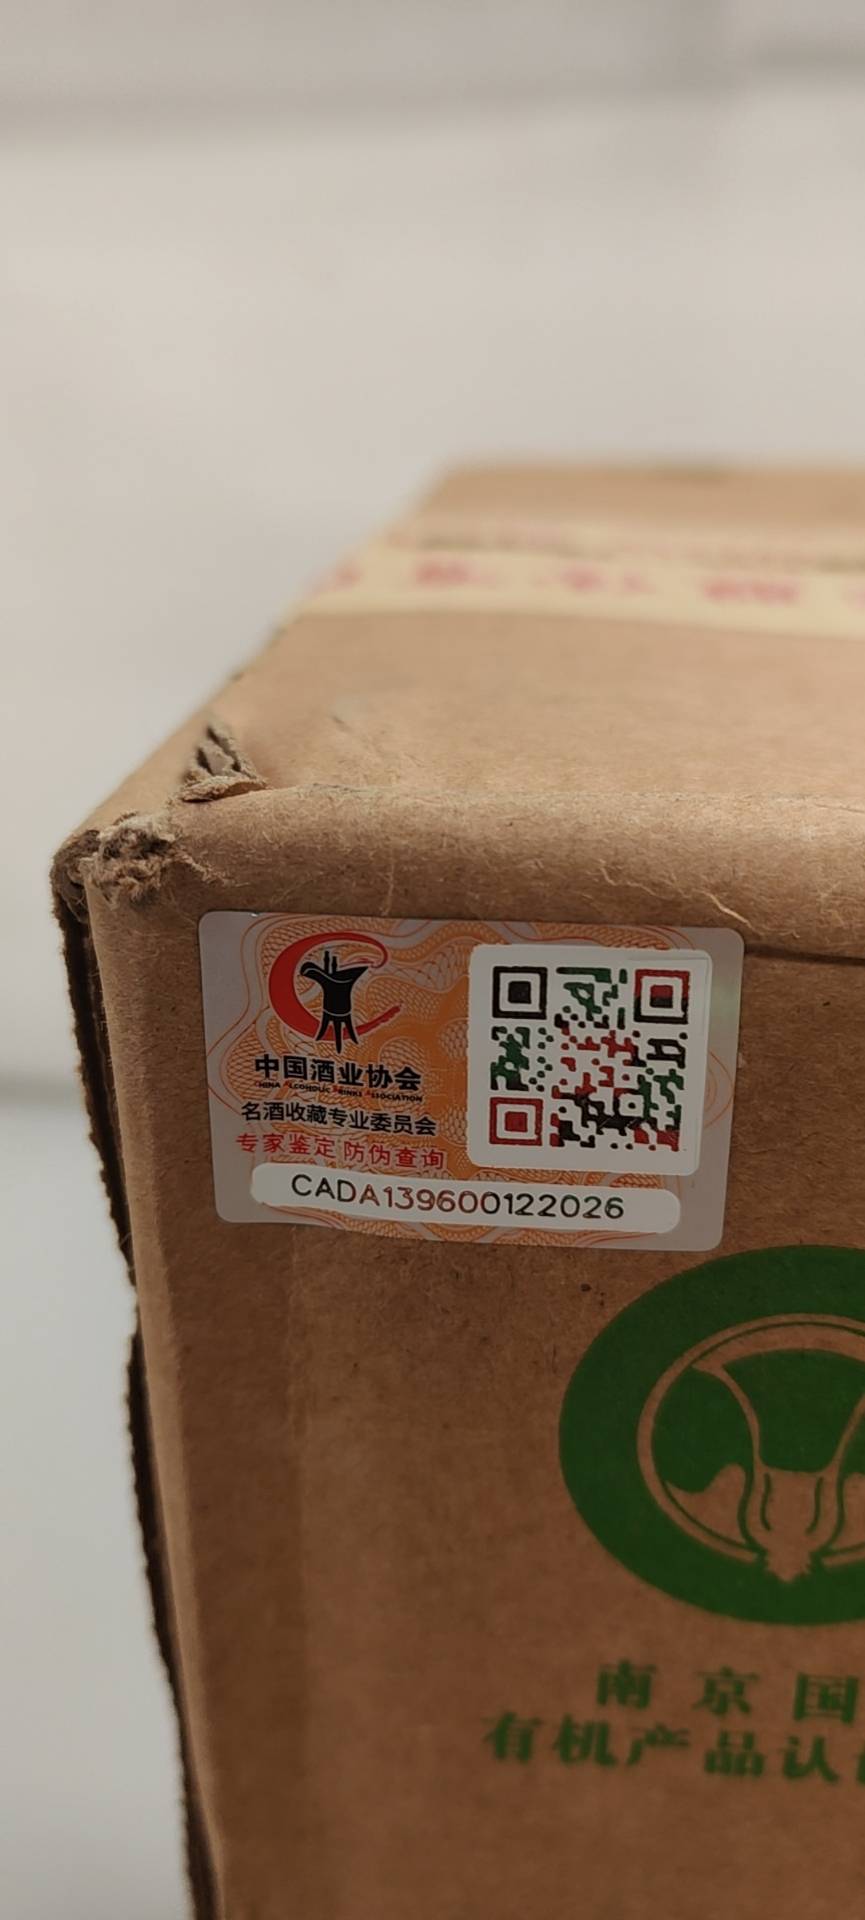 中国酒业协会
CHINA ALCOHOLIC DRINKS ASSOCIATION
名酒收藏专业委员会
专家鉴定 防伪查询
CADA139600122026
南京国
有机产品认